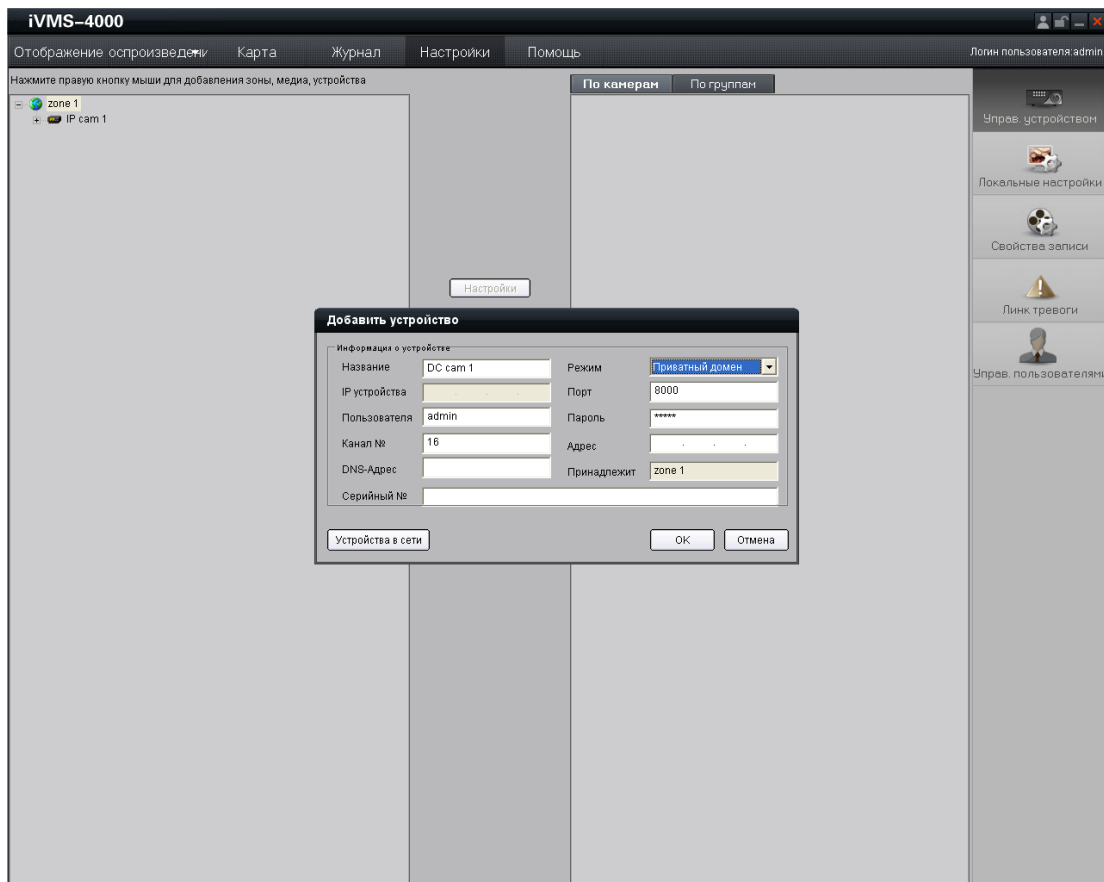 iVMS-4000
Отображение оспроизведени Карта Журнал Настройки Помощь Логин пользователя:admin
Нажмите правую кнопку мыши для добавления зоны, медиа, устройства
По камерам По группам
zone 1
IP cam 1
Управ. устройством
Локальные настройки
Свойства записи
Линк тревоги
Управ. пользователями
Настройки
Добавить устройство
Информация о устройстве
Название DC cam 1 Режим Приватный домен
IP устройства . . . Порт 8000
Пользователя admin Пароль *****
Канал № 16 Адрес . . .
DNS-Адрес Принадлежит zone 1
Серийный №
Устройства в сети OK Отмена